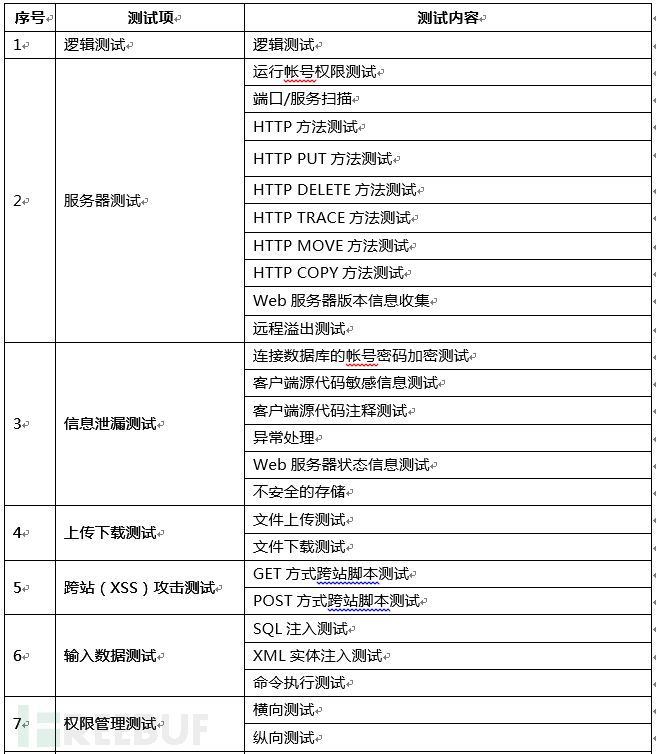 序号 测试项 测试内容
1 逻辑测试 逻辑测试
运行帐号权限测试
端口/服务扫描
HTTP 方法测试
HTTP PUT 方法测试
2 服务器测试 HTTP DELETE 方法测试
HTTP TRACE 方法测试
HTTP MOVE 方法测试
HTTP COPY 方法测试
Web 服务器版本信息收集
远程溢出测试
连接数据库的帐号密码加密测试
客户端源代码敏感信息测试
3 信息泄漏测试 客户端源代码注释测试
异常处理
Web 服务器状态信息测试
不安全的存储
4 上传下载测试 文件上传测试
文件下载测试
5 跨站（XSS）攻击测试 GET 方式跨站脚本测试
POST 方式跨站脚本测试
SQL 注入测试
6 输入数据测试 XML 实体注入测试
命令执行测试
7 权限管理测试 横向测试
纵向测试
FREEBUF